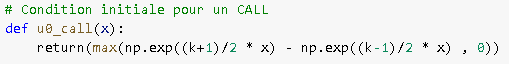 # Condition initiale pour un CALL
def u0_call(x):
    return(max(np.exp((k+1)/2 * x) - np.exp((k-1)/2 * x) , 0))